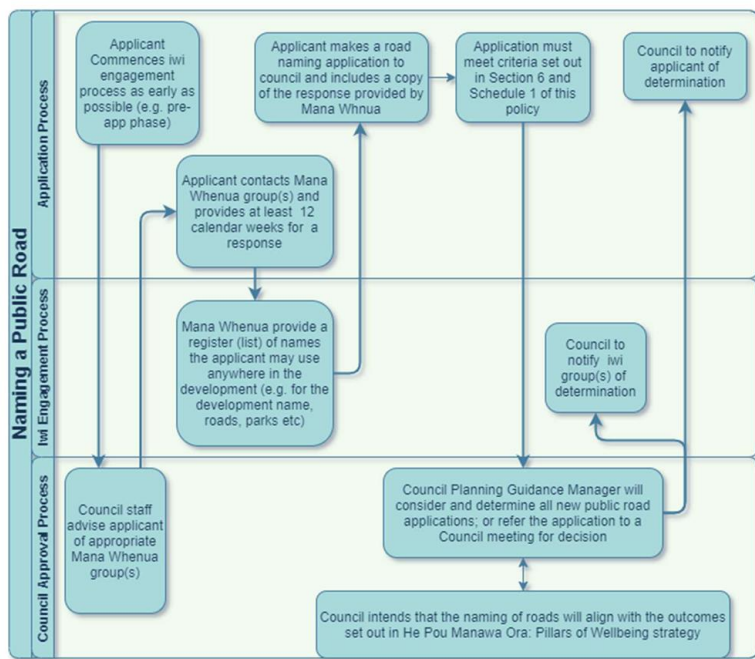 Naming a Public Road
Application Process
Applicant
Commences iwi
engagement
process as early as
possible (e.g. pre-
app phase)
Applicant makes a road
naming application to
council and includes a copy
of the response provided by
Mana Whnua
Application must
meet criteria set out
in Section 6 and
Schedule 1 of this
policy
Council to notify
applicant of
determination
Applicant contacts Mana
Whenua group(s) and
provides at least 12
calendar weeks for a
response
Iwi Engagement Process
Mana Whenua provide a
register (list) of names
the applicant may use
anywhere in the
development (e.g. for the
development name,
roads, parks etc)
Council to
notify iwi
group(s) of
determination
Council Approval Process
Council staff
advise applicant
of appropriate
Mana Whenua
group(s)
Council Planning Guidance Manager will
consider and determine all new public road
applications; or refer the application to a
Council meeting for decision
Council intends that the naming of roads will align with the outcomes
set out in He Pou Manawa Ora: Pillars of Wellbeing strategy